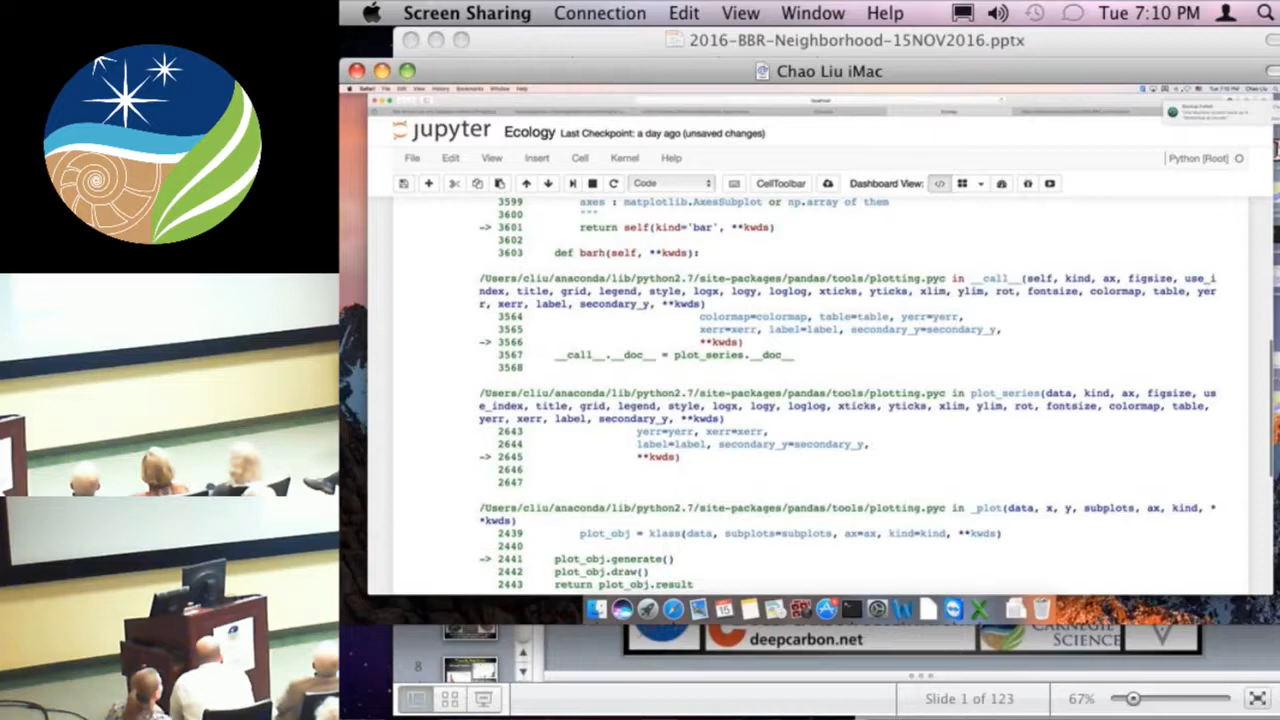 Screen Sharing Connection Edit View Window Help Tue 7:10 PM
2016-BBR-Neighborhood-15NOV2016.pptx
Chao Liu iMac
jupyter Ecology Last Checkpoint: a day ago (unsaved changes)
File Edit View Insert Cell Kernel Help Python [Root]
Code CellToolbar Dashboard View:
3599 axes : matplotlib.AxesSubplot or np.array of them
3600 """
-> 3601 return self(kind='bar', **kwds)
3602
3603 def barh(self, **kwds):
/Users/cliu/anaconda/lib/python2.7/site-packages/pandas/tools/plotting.pyc in __call__(self, kind, ax, figsize, use_i
ndex, title, grid, legend, style, logx, logy, loglog, xticks, yticks, xlim, ylim, rot, fontsize, colormap, table, yer
r, xerr, label, secondary_y, **kwds)
3564 colormap=colormap, table=table, yerr=yerr,
3565 xerr=xerr, label=label, secondary_y=secondary_y,
-> 3566 **kwds)
3567 __call__.__doc__ = plot_series.__doc__
3568
/Users/cliu/anaconda/lib/python2.7/site-packages/pandas/tools/plotting.pyc in plot_series(data, kind, ax, figsize, us
e_index, title, grid, legend, style, logx, logy, loglog, xticks, yticks, xlim, ylim, rot, fontsize, colormap, table,
yerr, xerr, label, secondary_y, **kwds)
2643 yerr=yerr, xerr=xerr,
2644 label=label, secondary_y=secondary_y,
-> 2645 **kwds)
2646
2647
/Users/cliu/anaconda/lib/python2.7/site-packages/pandas/tools/plotting.pyc in _plot(data, x, y, subplots, ax, kind, *
*kwds)
2439 plot_obj = klass(data, subplots=subplots, ax=ax, kind=kind, **kwds)
2440
-> 2441 plot_obj.generate()
2442 plot_obj.draw()
2443 return plot_obj.result
15
deepcarbon.net
CARNEGIE
SCIENCE
8
Slide 1 of 123 67%